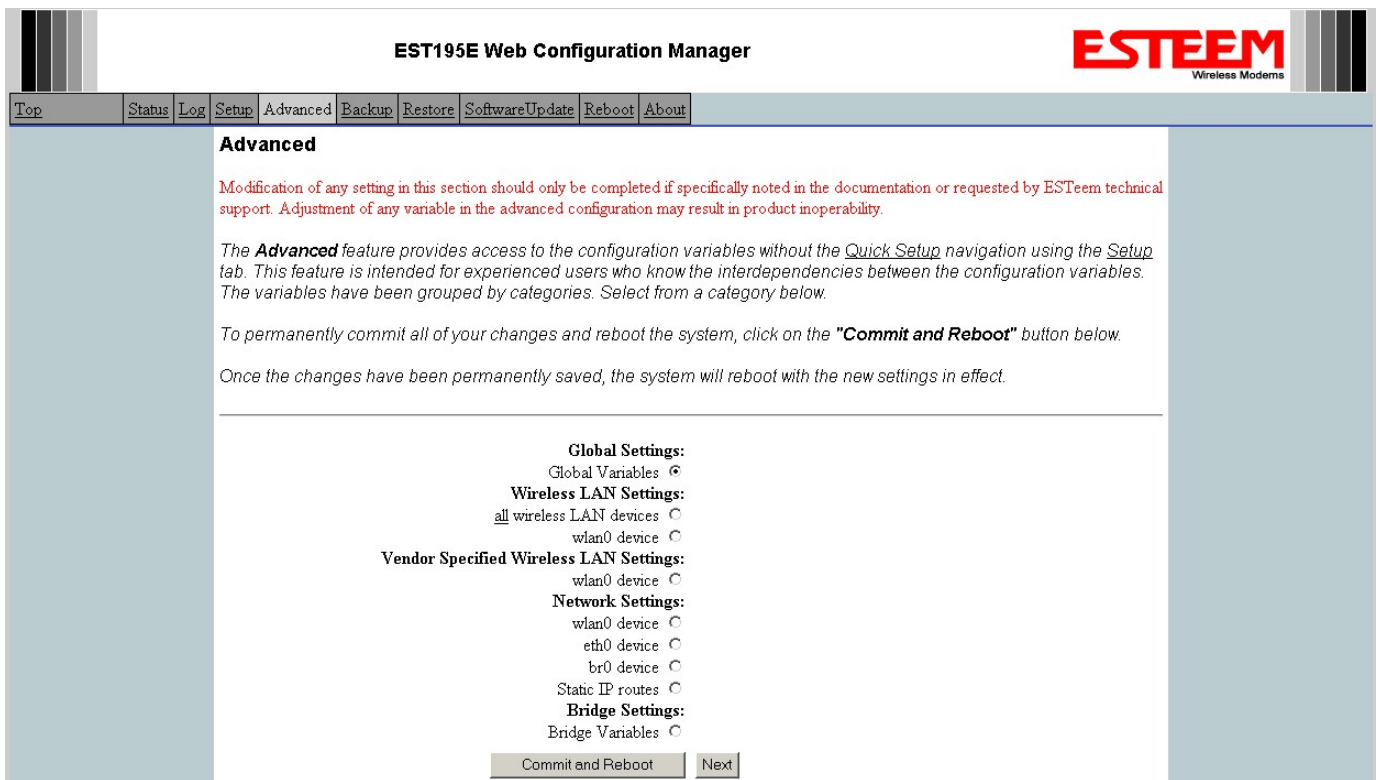 EST195E Web Configuration Manager
ESTEEM
Wireless Modems
Top Status Log Setup Advanced Backup Restore SoftwareUpdate Reboot About
Advanced
Modification of any setting in this section should only be completed if specifically noted in the documentation or requested by ESTeem technical
support. Adjustment of any variable in the advanced configuration may result in product inoperability.
The Advanced feature provides access to the configuration variables without the Quick Setup navigation using the Setup
tab. This feature is intended for experienced users who know the interdependencies between the configuration variables.
The variables have been grouped by categories. Select from a category below.
To permanently commit all of your changes and reboot the system, click on the "Commit and Reboot" button below.
Once the changes have been permanently saved, the system will reboot with the new settings in effect.
Global Settings:
Global Variables
Wireless LAN Settings:
all wireless LAN devices
wlan0 device
Vendor Specified Wireless LAN Settings:
wlan0 device
Network Settings:
wlan0 device
eth0 device
br0 device
Static IP routes
Bridge Settings:
Bridge Variables
Commit and Reboot Next